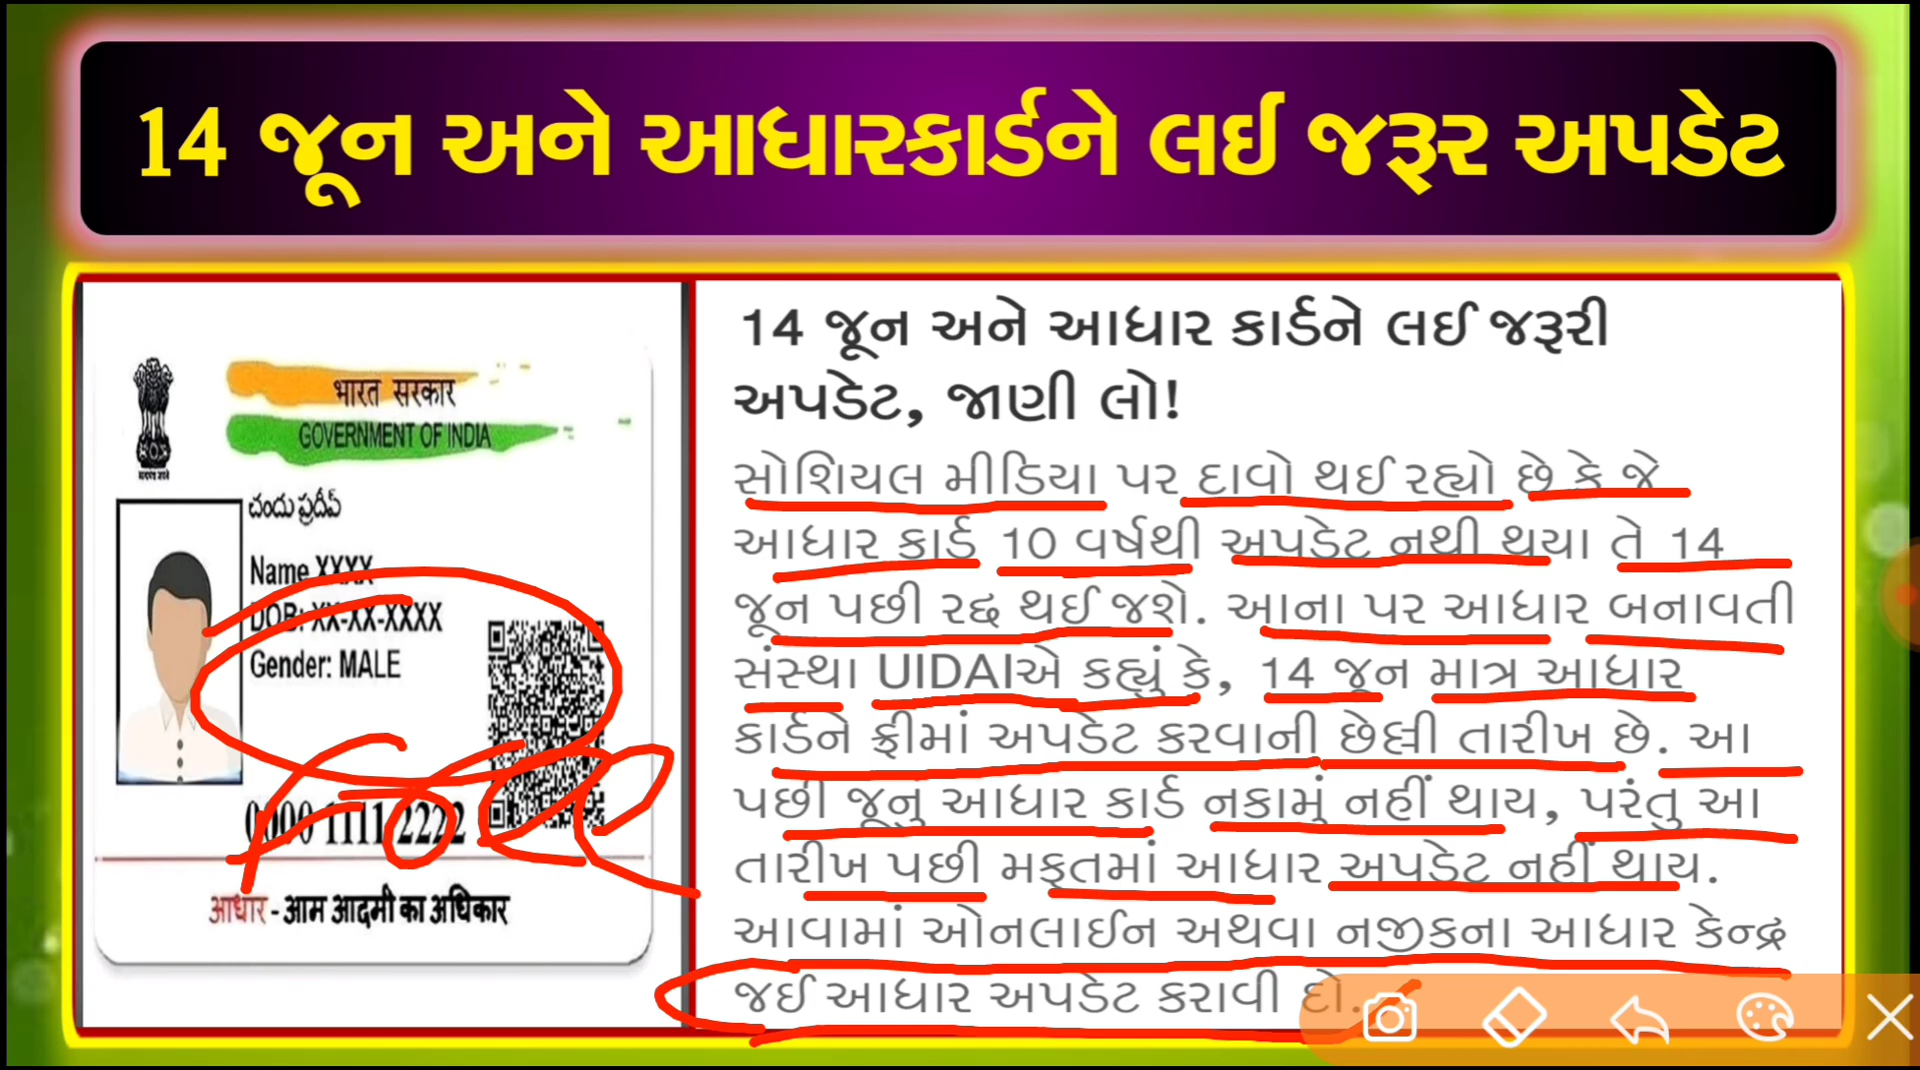 14 જૂન અને આધારકાર્ડને લઈ જરૂર અપડેટ
भारत सरकार
GOVERNMENT OF INDIA
చందు ప్రదీప్
Name XXXX
DOB: XX-XX-XXXX
Gender: MALE
0000 1111 2222
आधार - आम आदमी का अधिकार
14 જૂન અને આધાર કાર્ડને લઈ જરૂરી
અપડેટ, જાણી લો!
સોશિયલ મીડિયા પર દાવો થઈ રહ્યો છે કે જે
આધાર કાર્ડ 10 વર્ષથી અપડેટ નથી થયા તે 14
જૂન પછી રદ્દ થઈ જશે. આના પર આધાર બનાવતી
સંસ્થા UIDAIએ કહ્યું કે, 14 જૂન માત્ર આધાર
કાર્ડને ફ્રીમાં અપડેટ કરવાની છેલ્લી તારીખ છે. આ
પછી જૂનુ આધાર કાર્ડ નકામું નહીં થાય, પરંતુ આ
તારીખ પછી મફતમાં આધાર અપડેટ નહીં થાય.
આવામાં ઓનલાઈન અથવા નજીકના આધાર કેન્દ્ર
જઈ આધાર અપડેટ કરાવી દો.